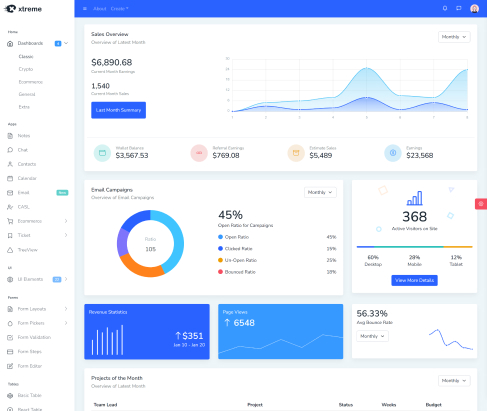 xtreme
About Create
Home
Dashboards
Classic
Crypto
Ecommerce
General
Extra
Apps
Notes
Chat
Contacts
Calendar
Email
CASL
Ecommerce
Ticket
TreeView
UI
UI Elements
Forms
Form Layouts
Form Pickers
Form Validation
Form Steps
Form Editor
Tables
Basic Table
Sales Overview
Overview of Latest Month
Monthly
$6,890.68
Current Month Earnings
1,540
Current Month Sales
Last Month Summary
Wallet Balance
$3,567.53
Referral Earnings
$769.08
Estimate Sales
$5,489
Earnings
$23,568
Email Campaigns
Overview of Email Campaigns
Monthly
Ratio
105
45%
Open Ratio for Campaigns
Open Ratio 45%
Clicked Ratio 15%
Un-Open Ratio 25%
Bounced Ratio 18%
368
Active Visitors on Site
60% 28% 12%
Desktop Mobile Tablet
View More Details
Revenue Statistics
$351
Jan 10 - Jan 20
Page Views
6548
56.33%
Avg Bounce Rate
Monthly
Projects of the Month
Overview of Latest Month
Monthly
Team Lead Project Status Weeks Budget